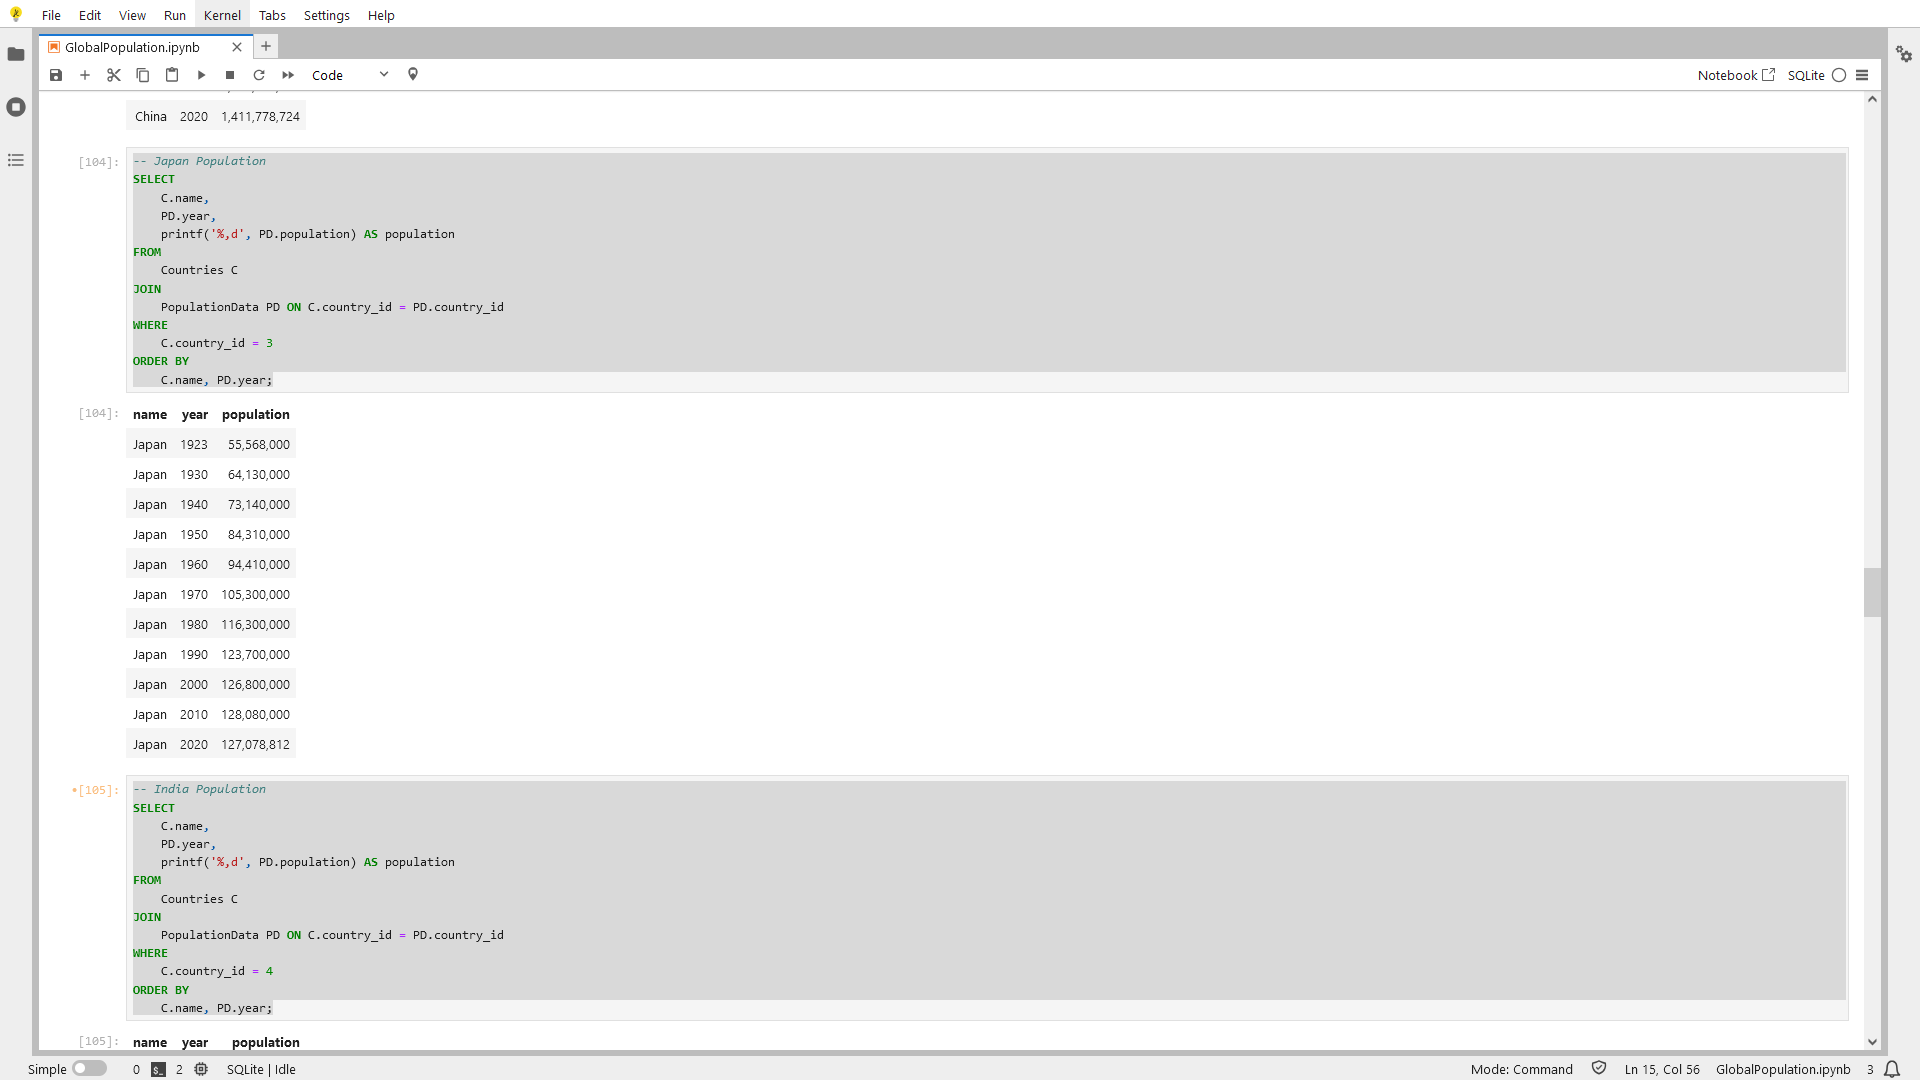 File Edit View Run Kernel Tabs Settings Help
GlobalPopulation.ipynb
Code
Notebook SQLite
China 2020 1,411,778,724
[104]:
-- Japan Population
SELECT
C.name,
PD.year,
printf('%,d', PD.population) AS population
FROM
Countries C
JOIN
PopulationData PD ON C.country_id = PD.country_id
WHERE
C.country_id = 3
ORDER BY
C.name, PD.year;
[104]:
name year population
Japan 1923 55,568,000
Japan 1930 64,130,000
Japan 1940 73,140,000
Japan 1950 84,310,000
Japan 1960 94,410,000
Japan 1970 105,300,000
Japan 1980 116,300,000
Japan 1990 123,700,000
Japan 2000 126,800,000
Japan 2010 128,080,000
Japan 2020 127,078,812
•[105]:
-- India Population
SELECT
C.name,
PD.year,
printf('%,d', PD.population) AS population
FROM
Countries C
JOIN
PopulationData PD ON C.country_id = PD.country_id
WHERE
C.country_id = 4
ORDER BY
C.name, PD.year;
[105]:
name year population
Simple 0 $_ 2 SQLite | Idle Mode: Command Ln 15, Col 56 GlobalPopulation.ipynb 3